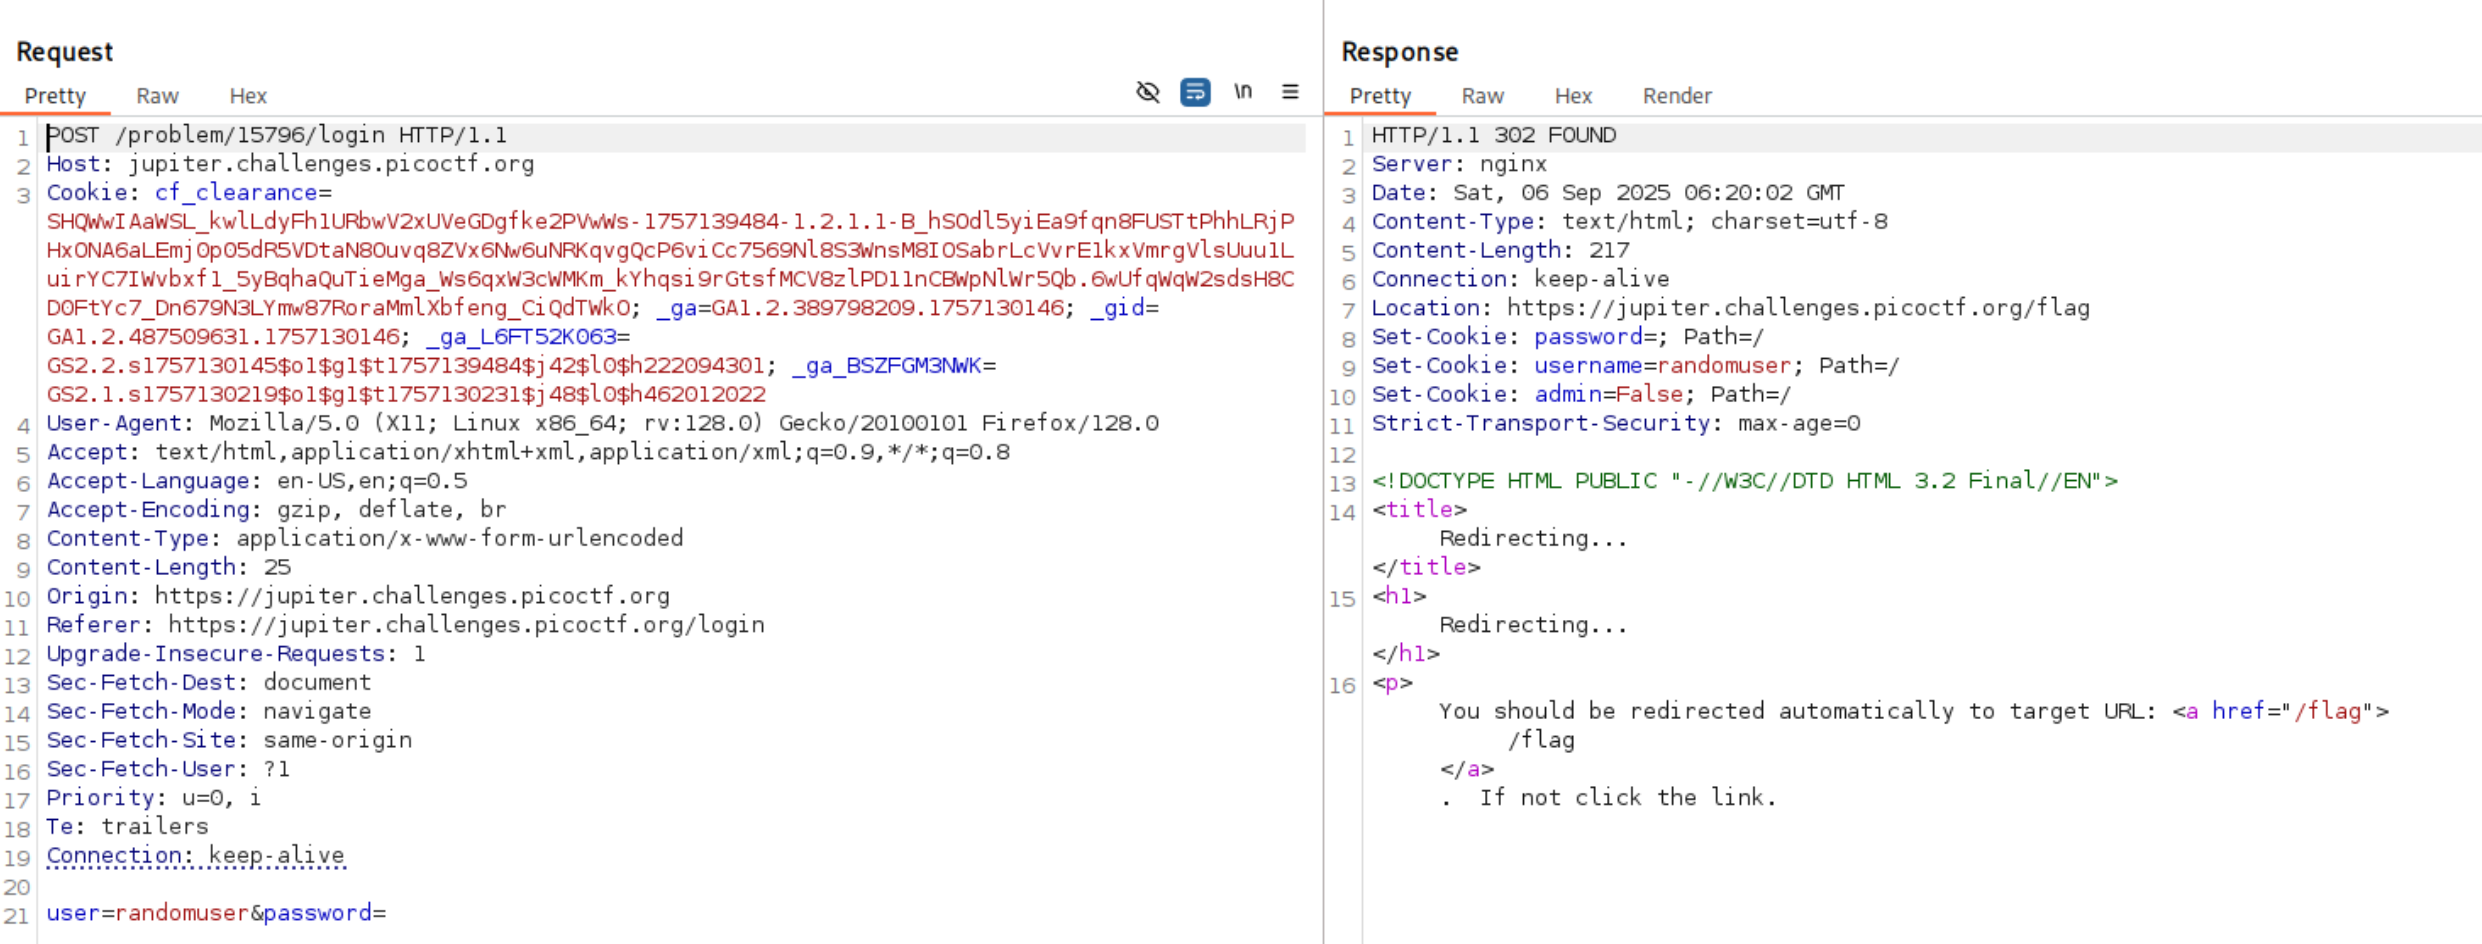 Request
Pretty Raw Hex \n
1 POST /problem/15796/login HTTP/1.1
2 Host: jupiter.challenges.picoctf.org
3 Cookie: cf_clearance=
SHQWwIAaWSL_kwlLdyFh1URbwV2xUVeGDgfke2PVwWs-1757139484-1.2.1.1-B_hSOdl5yiEa9fqn8FUSTtPhhLRjP
HxONA6aLEmj0p05dR5VDtaN8Ouvq8ZVx6Nw6uNRKqvgQcP6viCc7569Nl8S3WnsM8IOSabrLcVvrE1kxVmrgVlsUuu1L
uirYC7IWvbxf1_5yBqhaQuTieMga_Ws6qxW3cWMKm_kYhqsi9rGtsfMCV8zlPD11nCBWpNlWr5Qb.6wUfqWqW2sdsH8C
D0FtYc7_Dn679N3LYmw87RoraMmlXbfeng_CiQdTWkO; _ga=GA1.2.389798209.1757130146; _gid=
GA1.2.487509631.1757130146; _ga_L6FT52K063=
GS2.2.s1757130145$o1$g1$t1757139484$j42$l0$h222094301; _ga_BSZFGM3NWK=
GS2.1.s1757130219$o1$g1$t1757130231$j48$l0$h462012022
4 User-Agent: Mozilla/5.0 (X11; Linux x86_64; rv:128.0) Gecko/20100101 Firefox/128.0
5 Accept: text/html,application/xhtml+xml,application/xml;q=0.9,*/*;q=0.8
6 Accept-Language: en-US,en;q=0.5
7 Accept-Encoding: gzip, deflate, br
8 Content-Type: application/x-www-form-urlencoded
9 Content-Length: 25
10 Origin: https://jupiter.challenges.picoctf.org
11 Referer: https://jupiter.challenges.picoctf.org/login
12 Upgrade-Insecure-Requests: 1
13 Sec-Fetch-Dest: document
14 Sec-Fetch-Mode: navigate
15 Sec-Fetch-Site: same-origin
16 Sec-Fetch-User: ?1
17 Priority: u=0, i
18 Te: trailers
19 Connection: keep-alive
20
21 user=randomuser&password=
Response
Pretty Raw Hex Render
1 HTTP/1.1 302 FOUND
2 Server: nginx
3 Date: Sat, 06 Sep 2025 06:20:02 GMT
4 Content-Type: text/html; charset=utf-8
5 Content-Length: 217
6 Connection: keep-alive
7 Location: https://jupiter.challenges.picoctf.org/flag
8 Set-Cookie: password=; Path=/
9 Set-Cookie: username=randomuser; Path=/
10 Set-Cookie: admin=False; Path=/
11 Strict-Transport-Security: max-age=0
12
13 <!DOCTYPE HTML PUBLIC "-//W3C//DTD HTML 3.2 Final//EN">
14 <title>
Redirecting...
</title>
15 <h1>
Redirecting...
</h1>
16 <p>
You should be redirected automatically to target URL: <a href="/flag">
/flag
</a>
. If not click the link.